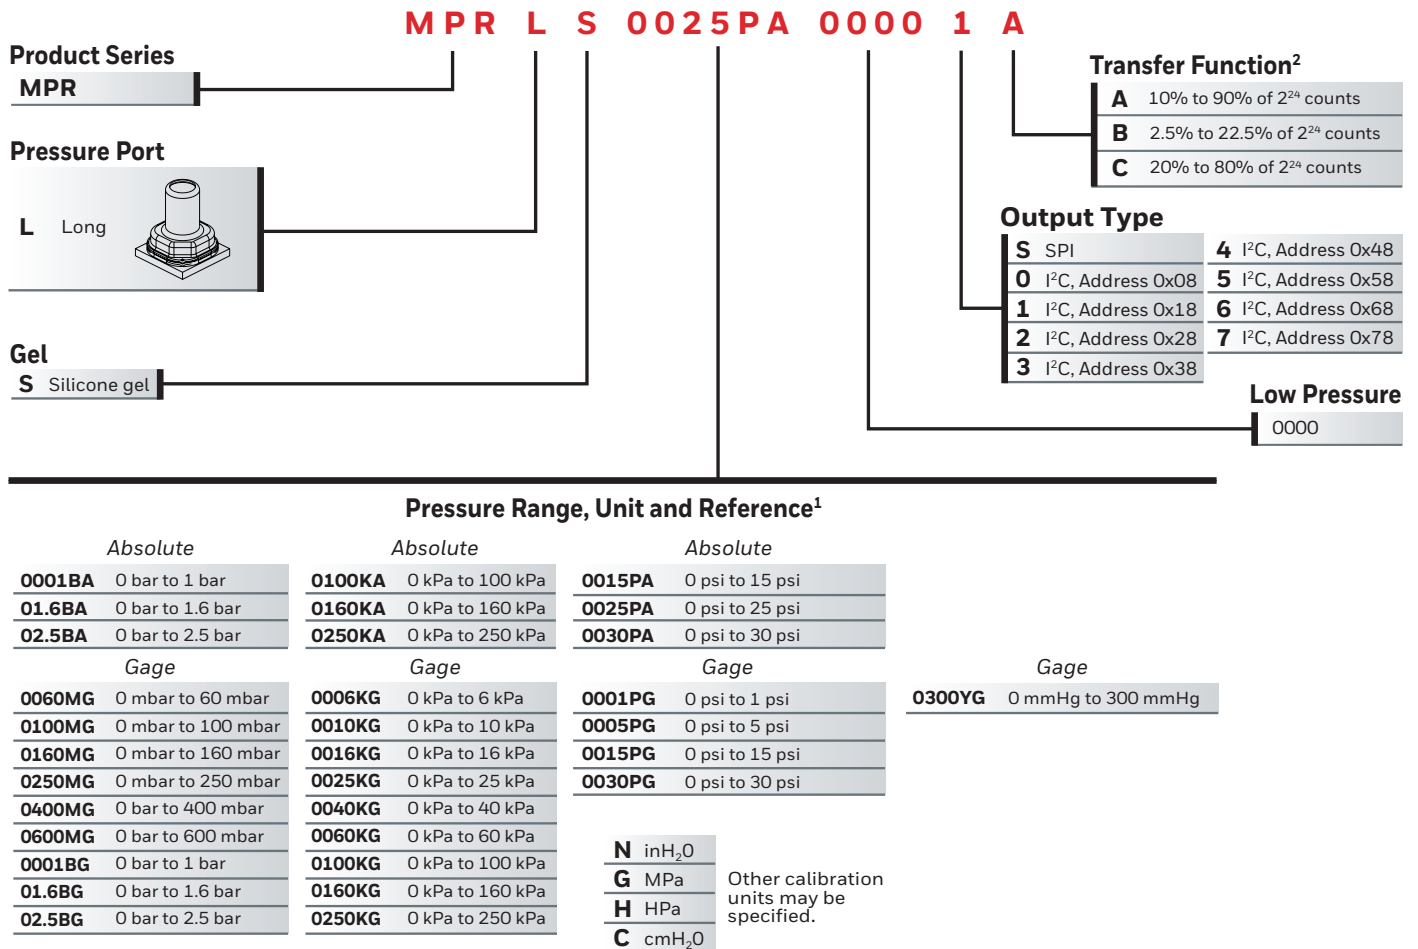 MPR L S 0025PA 0000 1 A
Product Series
MPR
Pressure Port
L Long
Gel
S Silicone gel
Transfer Function²
A 10% to 90% of 2²⁴ counts
B 2.5% to 22.5% of 2²⁴ counts
C 20% to 80% of 2²⁴ counts
Output Type
S SPI
0 I²C, Address 0x08
1 I²C, Address 0x18
2 I²C, Address 0x28
3 I²C, Address 0x38
4 I²C, Address 0x48
5 I²C, Address 0x58
6 I²C, Address 0x68
7 I²C, Address 0x78
Low Pressure
0000
Pressure Range, Unit and Reference¹
Absolute
0001BA 0 bar to 1 bar
01.6BA 0 bar to 1.6 bar
02.5BA 0 bar to 2.5 bar
Gage
0060MG 0 mbar to 60 mbar
0100MG 0 mbar to 100 mbar
0160MG 0 mbar to 160 mbar
0250MG 0 mbar to 250 mbar
0400MG 0 bar to 400 mbar
0600MG 0 bar to 600 mbar
0001BG 0 bar to 1 bar
01.6BG 0 bar to 1.6 bar
02.5BG 0 bar to 2.5 bar
Absolute
0100KA 0 kPa to 100 kPa
0160KA 0 kPa to 160 kPa
0250KA 0 kPa to 250 kPa
Gage
0006KG 0 kPa to 6 kPa
0010KG 0 kPa to 10 kPa
0016KG 0 kPa to 16 kPa
0025KG 0 kPa to 25 kPa
0040KG 0 kPa to 40 kPa
0060KG 0 kPa to 60 kPa
0100KG 0 kPa to 100 kPa
0160KG 0 kPa to 160 kPa
0250KG 0 kPa to 250 kPa
Absolute
0015PA 0 psi to 15 psi
0025PA 0 psi to 25 psi
0030PA 0 psi to 30 psi
Gage
0001PG 0 psi to 1 psi
0005PG 0 psi to 5 psi
0015PG 0 psi to 15 psi
0030PG 0 psi to 30 psi
Gage
0300YG 0 mmHg to 300 mmHg
N inH₂0
G MPa
H HPa
C cmH₂0
Other calibration
units may be
specified.